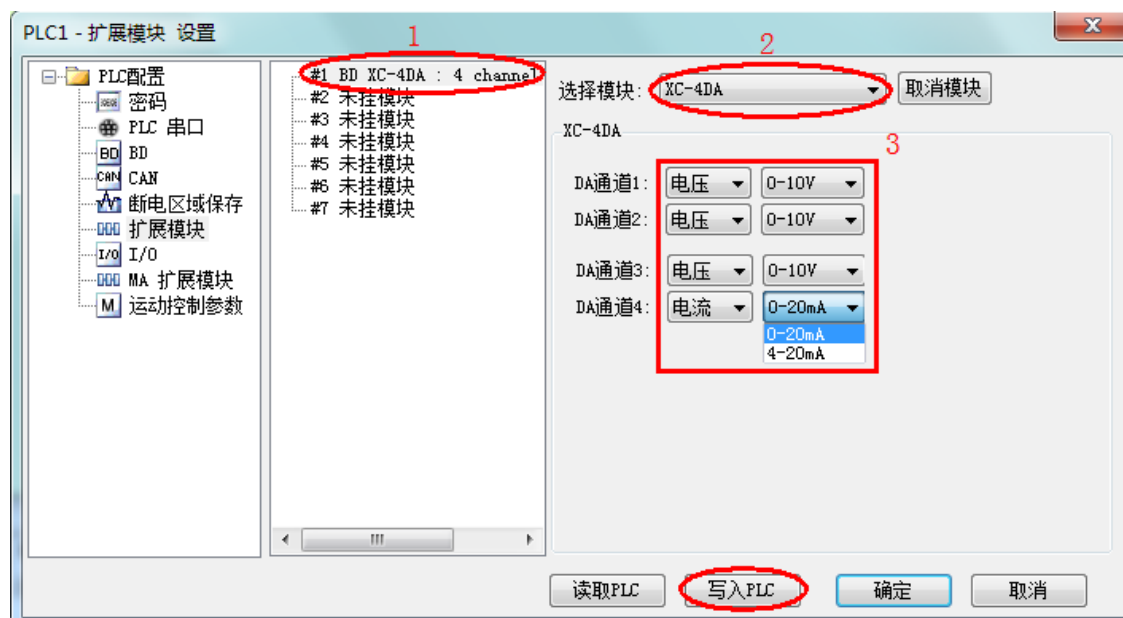 PLC1 - 扩展模块 设置
1
2
3
PLC配置
密码
PLC 串口
BD BD
CAN CAN
断电区域保存
扩展模块
I/O I/O
MA 扩展模块
M 运动控制参数
#1 BD XC-4DA : 4 channel
#2 未挂模块
#3 未挂模块
#4 未挂模块
#5 未挂模块
#6 未挂模块
#7 未挂模块
选择模块: XC-4DA 取消模块
XC-4DA
DA通道1: 电压 0-10V
DA通道2: 电压 0-10V
DA通道3: 电压 0-10V
DA通道4: 电流 0-20mA
0-20mA
4-20mA
读取PLC 写入PLC 确定 取消